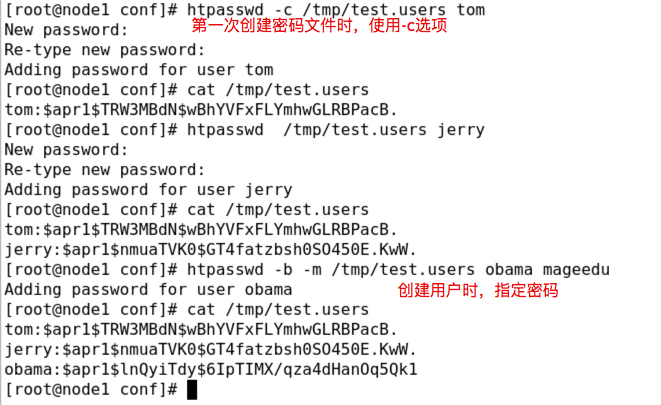 [root@node1 conf]# htpasswd -c /tmp/test.users tom
New password:
第一次创建密码文件时，使用-c选项
Re-type new password:
Adding password for user tom
[root@node1 conf]# cat /tmp/test.users
tom:$apr1$TRW3MBdN$wBhYVFxFLYmhwGLRBPacB.
[root@node1 conf]# htpasswd  /tmp/test.users jerry
New password:
Re-type new password:
Adding password for user jerry
[root@node1 conf]# cat /tmp/test.users
tom:$apr1$TRW3MBdN$wBhYVFxFLYmhwGLRBPacB.
jerry:$apr1$nmuaTVK0$GT4fatzbsh0SO450E.KwW.
[root@node1 conf]# htpasswd -b -m /tmp/test.users obama mageedu
Adding password for user obama
创建用户时，指定密码
[root@node1 conf]# cat /tmp/test.users
tom:$apr1$TRW3MBdN$wBhYVFxFLYmhwGLRBPacB.
jerry:$apr1$nmuaTVK0$GT4fatzbsh0SO450E.KwW.
obama:$apr1$lnQyiTdy$6IpTIMX/qza4dHanOq5Qk1
[root@node1 conf]#